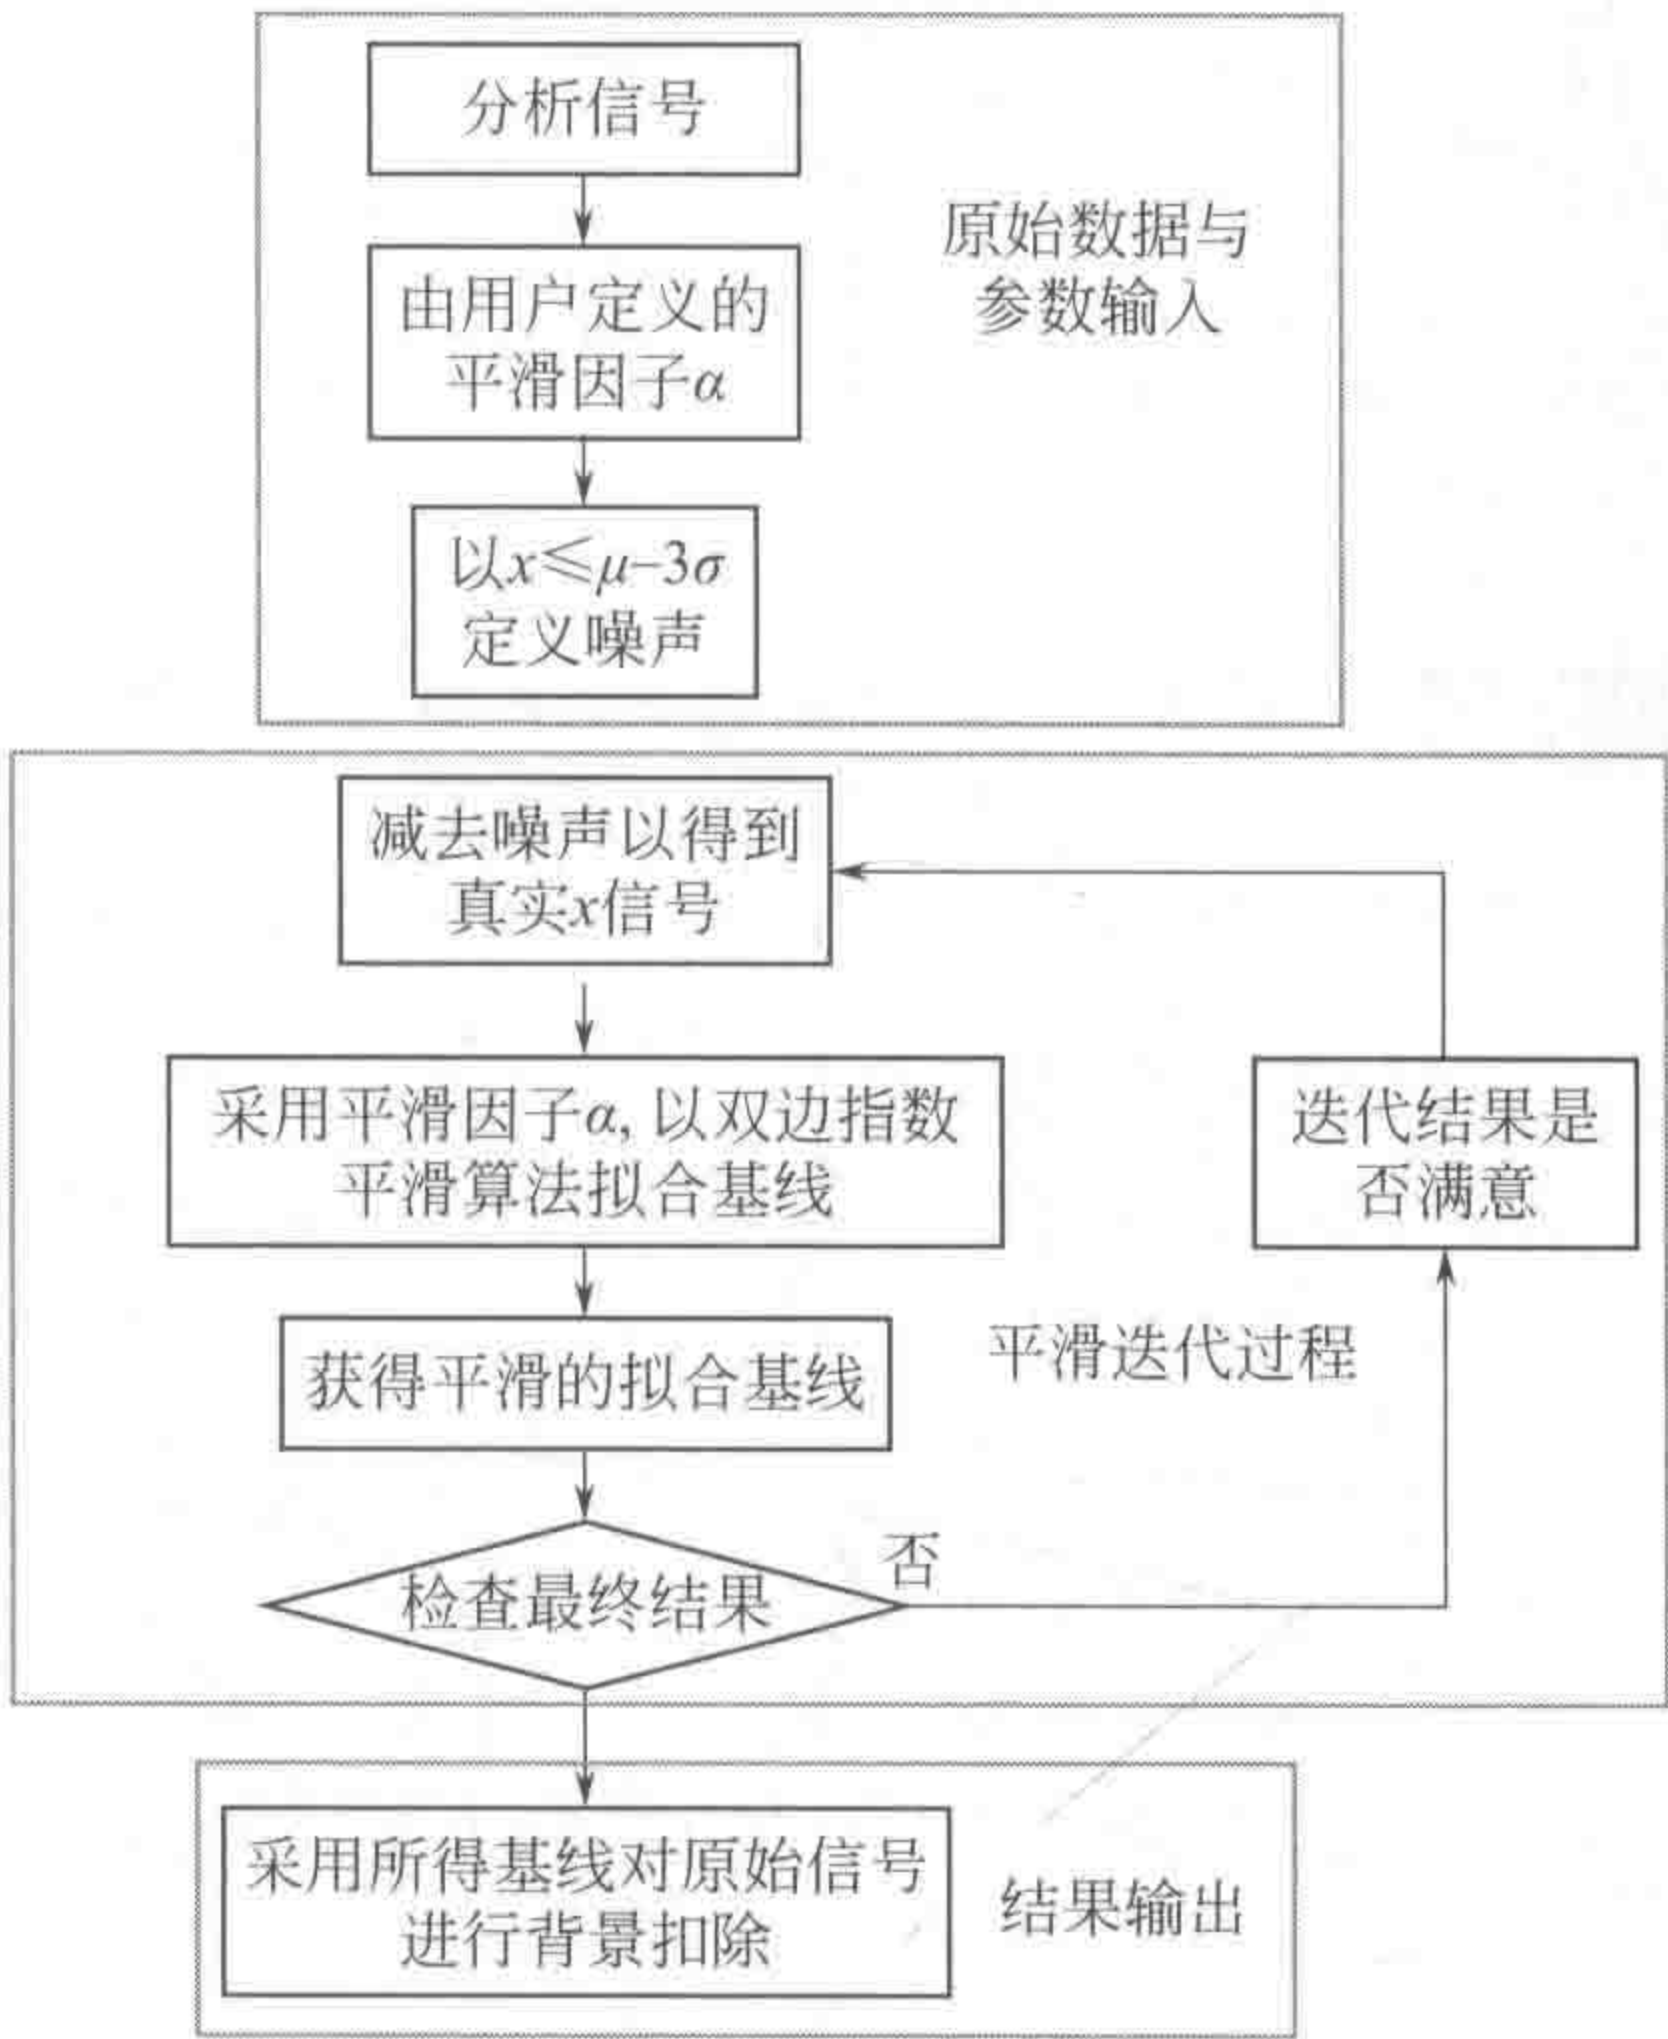 分析信号
由用户定义的
平滑因子α
以x≤μ-3σ
定义噪声
原始数据与
参数输入
减去噪声以得到
真实x信号
采用平滑因子α, 以双边指数
平滑算法拟合基线
获得平滑的拟合基线
检查最终结果
否
迭代结果是
否满意
平滑迭代过程
采用所得基线对原始信号
进行背景扣除
结果输出